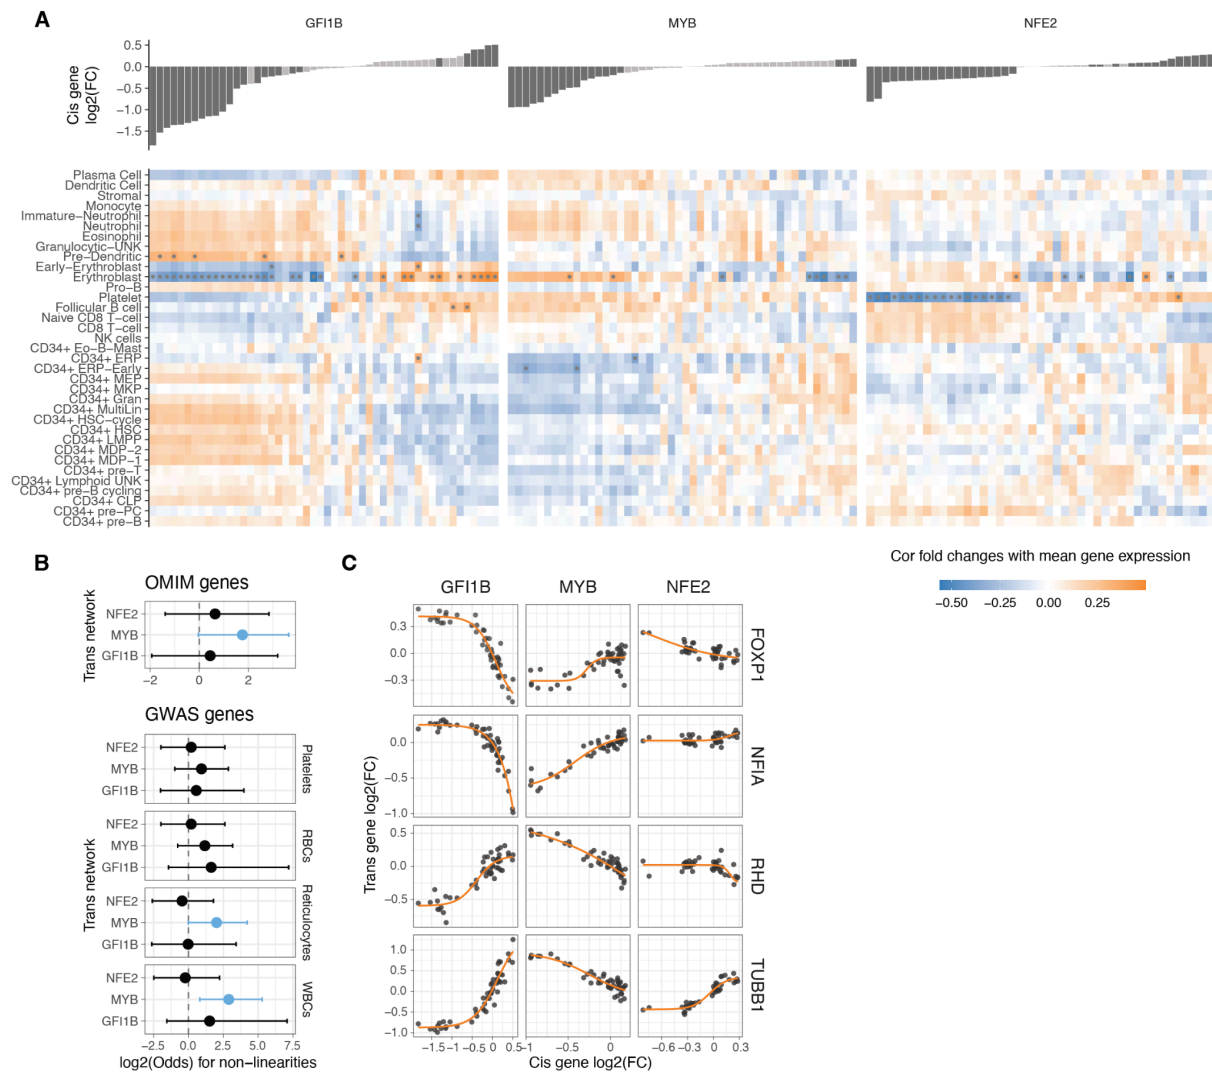 A
GFI1B
MYB
NFE2
Cis gene
log2(FC)
0.5
0.0
−0.5
−1.0
−1.5
Plasma Cell
Dendritic Cell
Stromal
Monocyte
Immature−Neutrophil
Neutrophil
Eosinophil
Granulocytic−UNK
Pre−Dendritic
Early−Erythroblast
Erythroblast
Pro−B
Platelet
Follicular B cell
Naive CD8 T−cell
CD8 T−cell
NK cells
CD34+ Eo−B−Mast
CD34+ ERP
CD34+ ERP−Early
CD34+ MEP
CD34+ MKP
CD34+ Gran
CD34+ MultiLin
CD34+ HSC−cycle
CD34+ HSC
CD34+ LMPP
CD34+ MDP−2
CD34+ MDP−1
CD34+ pre−T
CD34+ Lymphoid UNK
CD34+ pre−B cycling
CD34+ CLP
CD34+ pre−PC
CD34+ pre−B
Cor fold changes with mean gene expression
−0.50 −0.25 0.00 0.25
B
OMIM genes
Trans network
NFE2
MYB
GFI1B
−2 0 2
GWAS genes
Trans network
NFE2
MYB
GFI1B
Platelets
NFE2
MYB
GFI1B
RBCs
NFE2
MYB
GFI1B
Reticulocytes
NFE2
MYB
GFI1B
WBCs
−2.5 0.0 2.5 5.0 7.5
log2(Odds) for non−linearities
C
GFI1B MYB NFE2
Trans gene log2(FC)
0.3
0.0
−0.3
FOXP1
0.0
−0.5
−1.0
NFIA
0.5
0.0
−0.5
RHD
1.0
0.5
0.0
−0.5
−1.0
TUBB1
−1.5 −1 −0.5 0 0.5 −1 −0.5 0 −0.6 −0.3 0 0.3
Cis gene log2(FC)